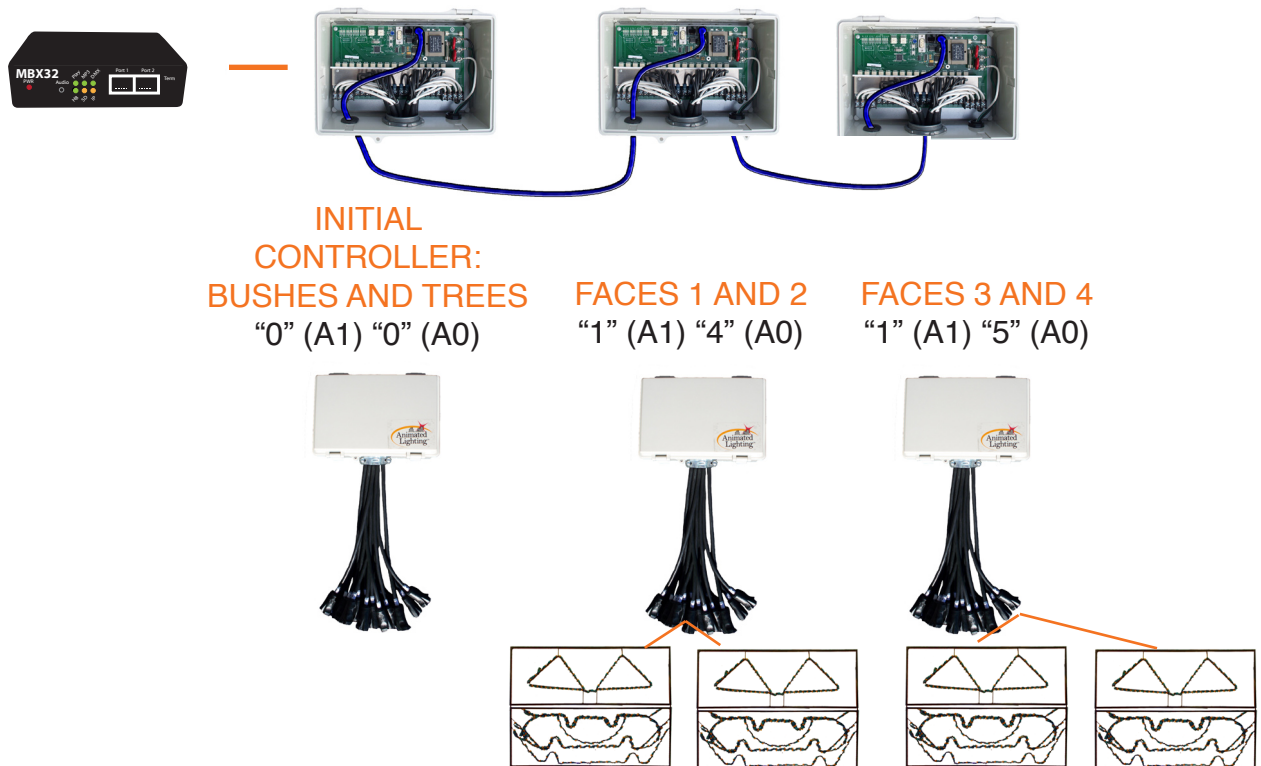 MBX32
PWR
Audio
Port 1 Port 2
Term
INITIAL
CONTROLLER:
BUSHES AND TREES
“0” (A1) “0” (A0)
FACES 1 AND 2
“1” (A1) “4” (A0)
FACES 3 AND 4
“1” (A1) “5” (A0)
Animated
Lighting
Animated
Lighting
Animated
Lighting